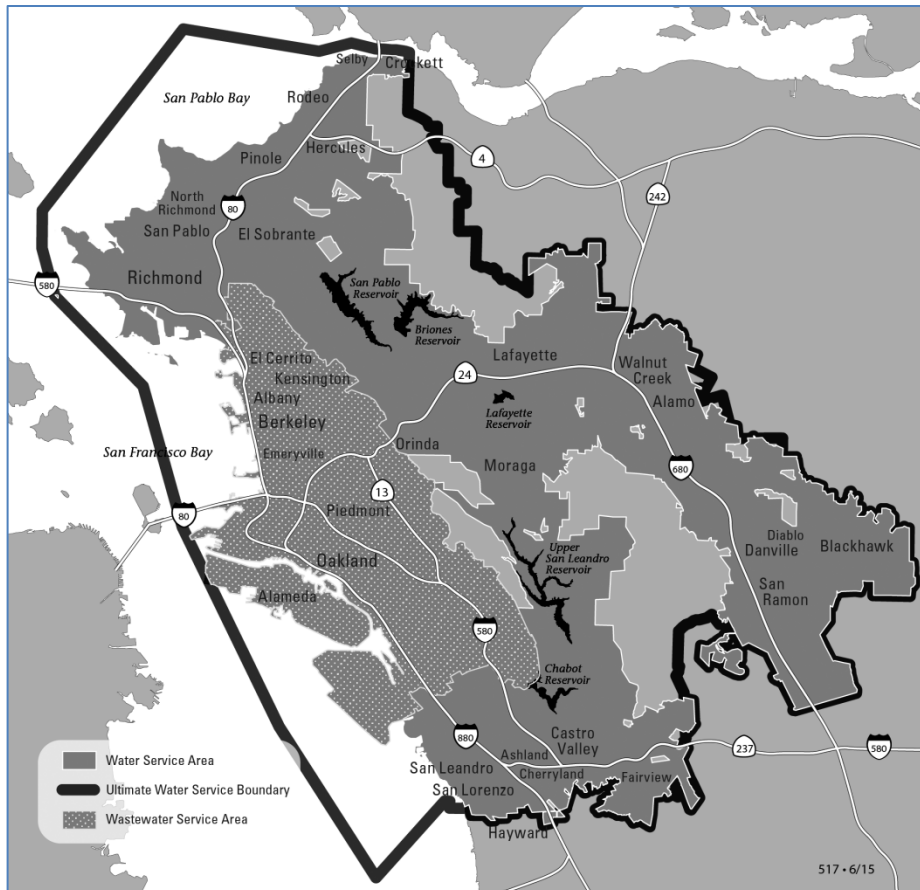 Selby
Crockett
San Pablo Bay
Rodeo
Hercules
4
Pinole
242
North
Richmond
80
San Pablo
El Sobrante
Richmond
580
San Pablo
Reservoir
Briones
Reservoir
El Cerrito
Lafayette
Kensington
24
Walnut
Creek
Albany
Alamo
Berkeley
Lafayette
Reservoir
Emeryville
Orinda
San Francisco Bay
Moraga
680
13
80
Piedmont
Diablo
Danville
Blackhawk
Oakland
Upper
San Leandro
Reservoir
Alameda
San
Ramon
580
Chabot
Reservoir
880
Castro
Valley
Ashland
237
580
San Leandro
Cherryland
Fairview
San Lorenzo
Hayward
Water Service Area
Ultimate Water Service Boundary
Wastewater Service Area
517 • 6/15